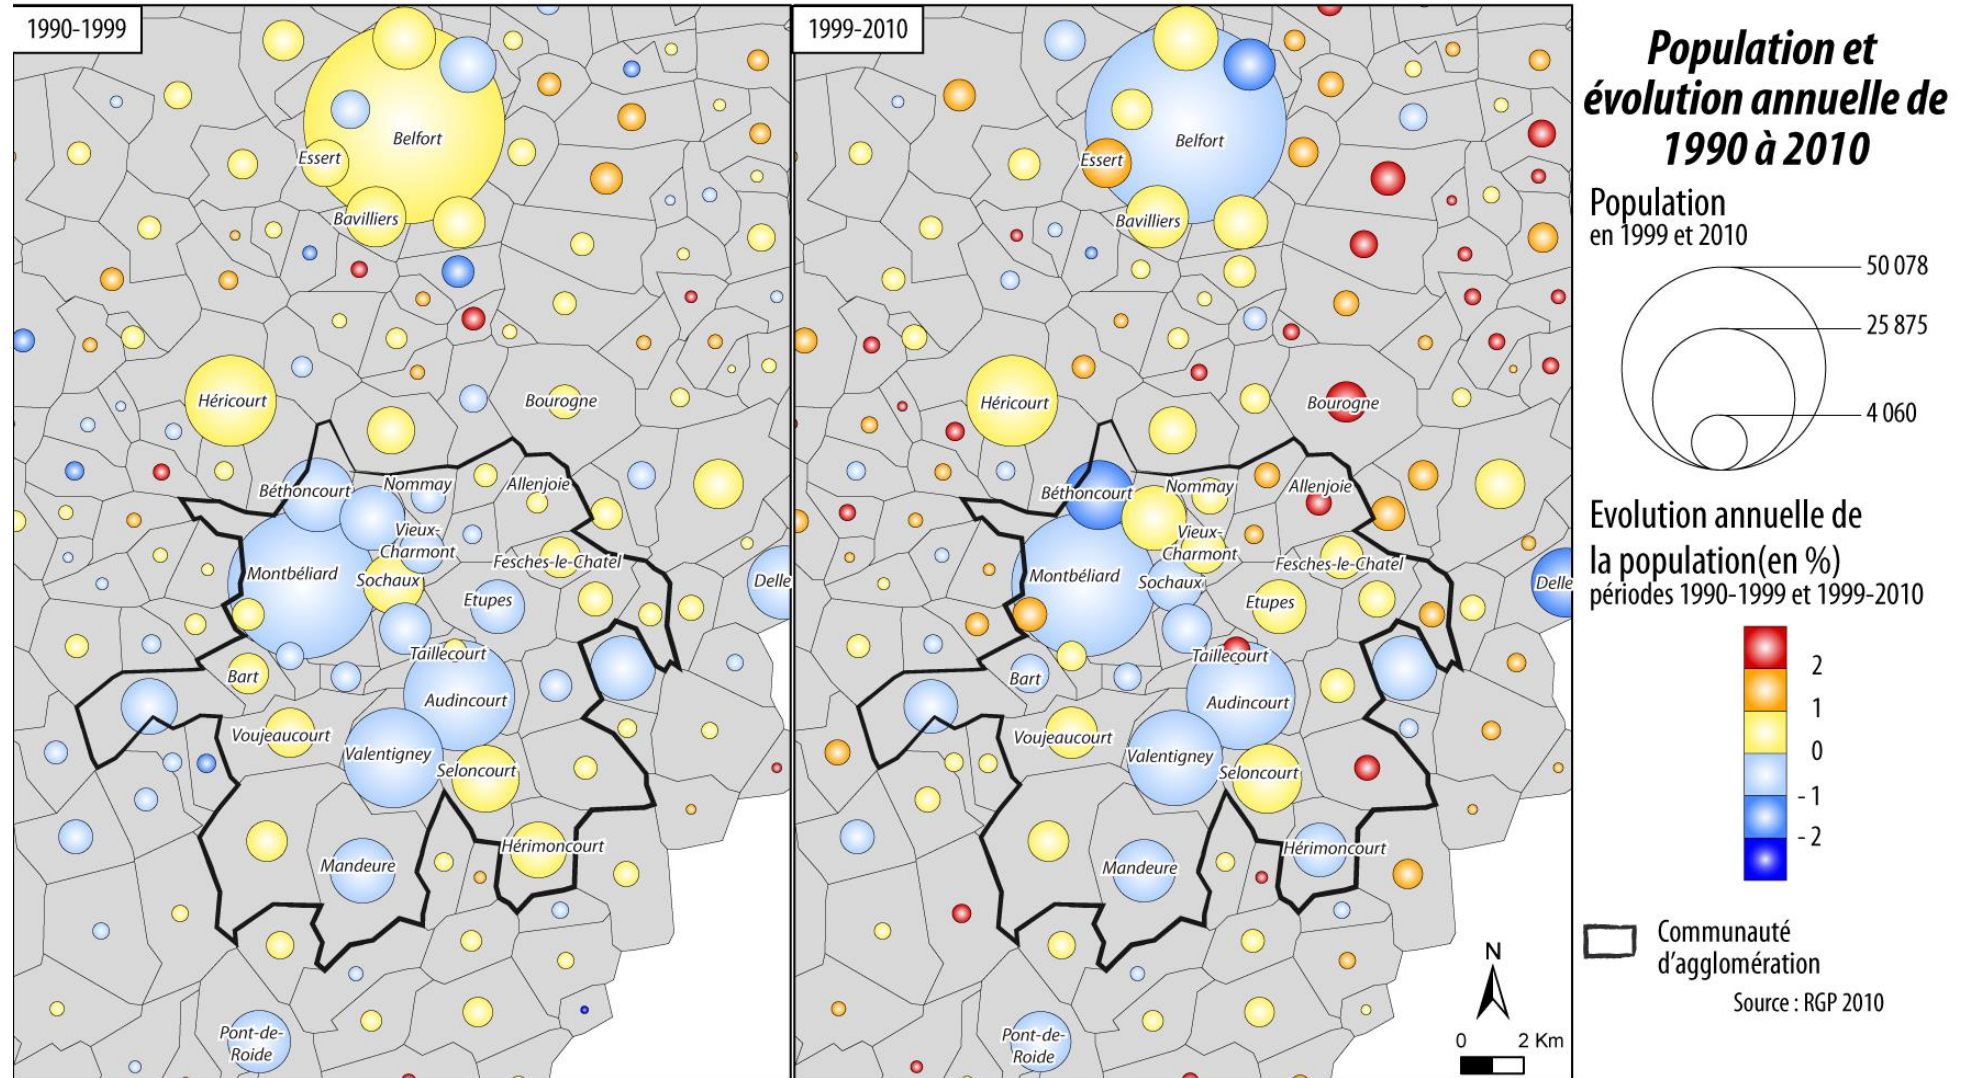 1990-1999
Belfort
Essert
Bavilliers
Héricourt
Bourogne
Béthoncourt
Nommay
Allenjoie
Vieux-
Charmont
Montbéliard
Sochaux
Fesches-le-Chatel
Delle
Etupes
Taillecourt
Bart
Audincourt
Voujeaucourt
Valentigney
Seloncourt
Hérimoncourt
Mandeure
Pont-de-
Roide
1999-2010
Belfort
Essert
Bavilliers
Héricourt
Bourogne
Béthoncourt
Nommay
Allenjoie
Vieux-
Charmont
Montbéliard
Sochaux
Fesches-le-Chatel
Delle
Etupes
Taillecourt
Bart
Audincourt
Voujeaucourt
Valentigney
Seloncourt
Hérimoncourt
Mandeure
Pont-de-
Roide
N
0 2 Km
Population et
évolution annuelle de
1990 à 2010
Population
en 1999 et 2010
50 078
25 875
4 060
Evolution annuelle de
la population(en %)
périodes 1990-1999 et 1999-2010
2
1
0
- 1
- 2
Communauté
d'agglomération
Source : RGP 2010